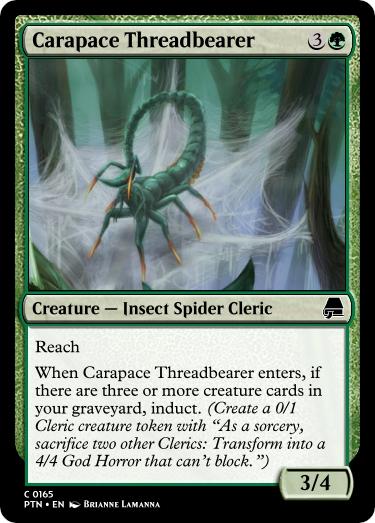 Carapace Threadbearer 3
Creature — Insect Spider Cleric
Reach
When Carapace Threadbearer enters, if
there are three or more creature cards in
your graveyard, induct. (Create a 0/1
Cleric creature token with “As a sorcery,
sacrifice two other Clerics: Transform into a
4/4 God Horror that can’t block.”)
3/4
C 0165
PTN • EN Brianne Lamanna